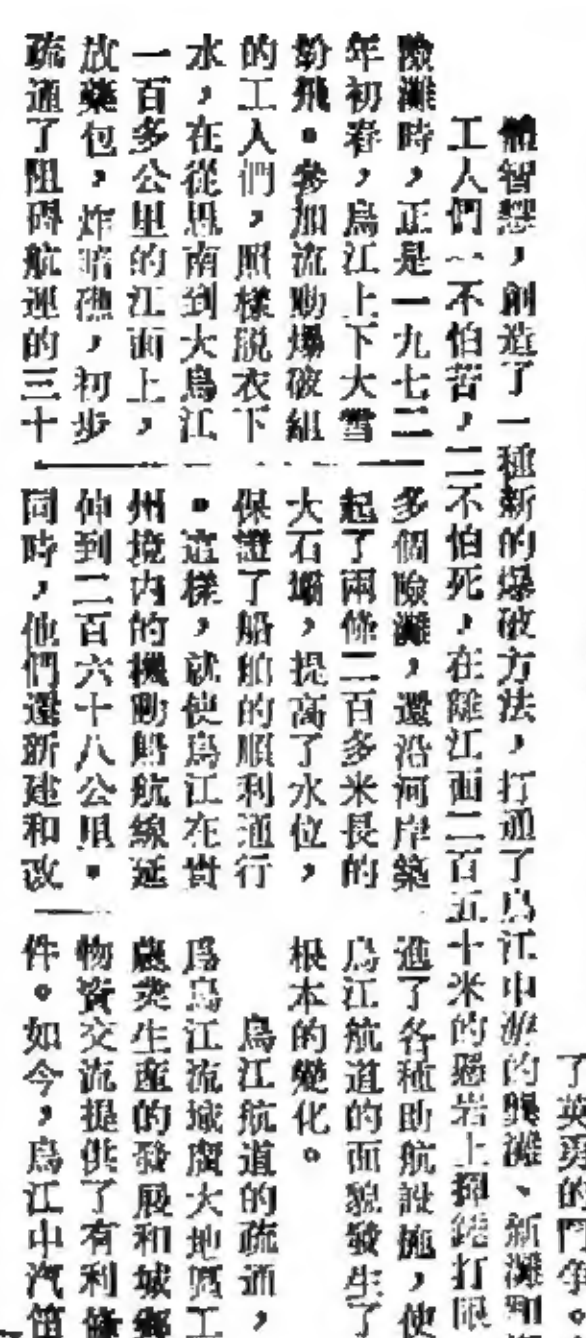 了英勇的鬥爭。
體智慧,創造了一種新的爆破方法,打通了烏江中游的龔灘、新灘和
工人們一不怕苦,二不怕死,在離江面二百五十米的懸岩上揮錘打眼
險灘時,正是一九七二
年初春,烏江上下大雪
紛飛。參加流動爆破組
的工人們,照樣脫衣下
水,在從思南到大烏江
一百多公里的江面上,
放藥包,炸暗礁,初步
疏通了阻碍航運的三十
多個險灘,還沿河岸築
起了兩條二百多米長的
大石壩,提高了水位,
保證了船舶的順利通行
。這樣,就使烏江在貴
州境內的機動船航線延
伸到二百六十八公里。
同時,他們還新建和改
進了各種助航設施,使
烏江航道的面貌發生了
根本的變化。
烏江航道的疏通,
爲烏江流域廣大地區工
農業生產的發展和城鄉
物資交流提供了有利條
件。如今,烏江中汽笛